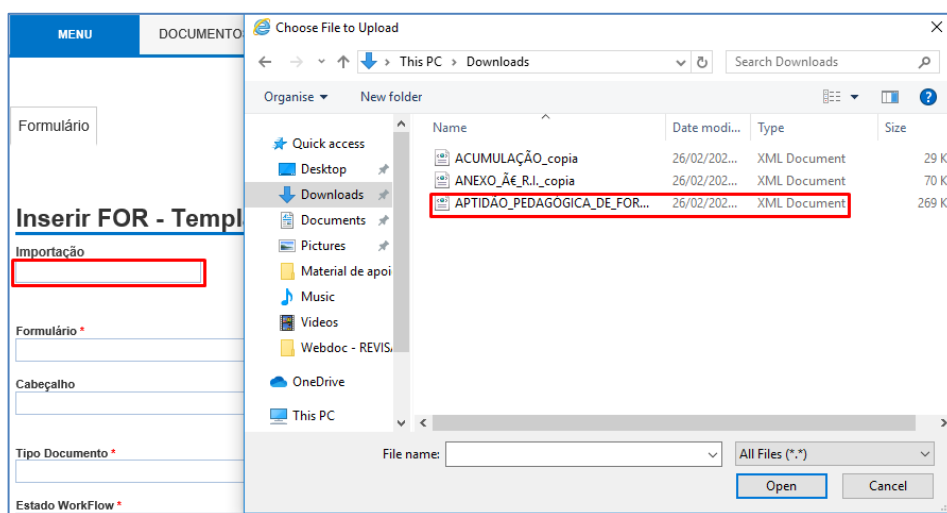 MENU
DOCUMENTO
Formulário
Inserir FOR - Templ
Importação
Formulário *
Cabeçalho
Tipo Documento *
Estado WorkFlow *
Choose File to Upload
This PC > Downloads
Search Downloads
Organise
New folder
Quick access
Desktop
Downloads
Documents
Pictures
Material de apoi
Music
Videos
Webdoc - REVIS
OneDrive
This PC
Name Date modi... Type Size
ACUMULAÇÃO_copia 26/02/202... XML Document 29 K
ANEXO_Ã€_R.I._copia 26/02/202... XML Document 70 K
APTIDÃO_PEDAGÓGICA_DE_FOR... 26/02/202... XML Document 269 K
File name:
All Files (*.*)
Open
Cancel